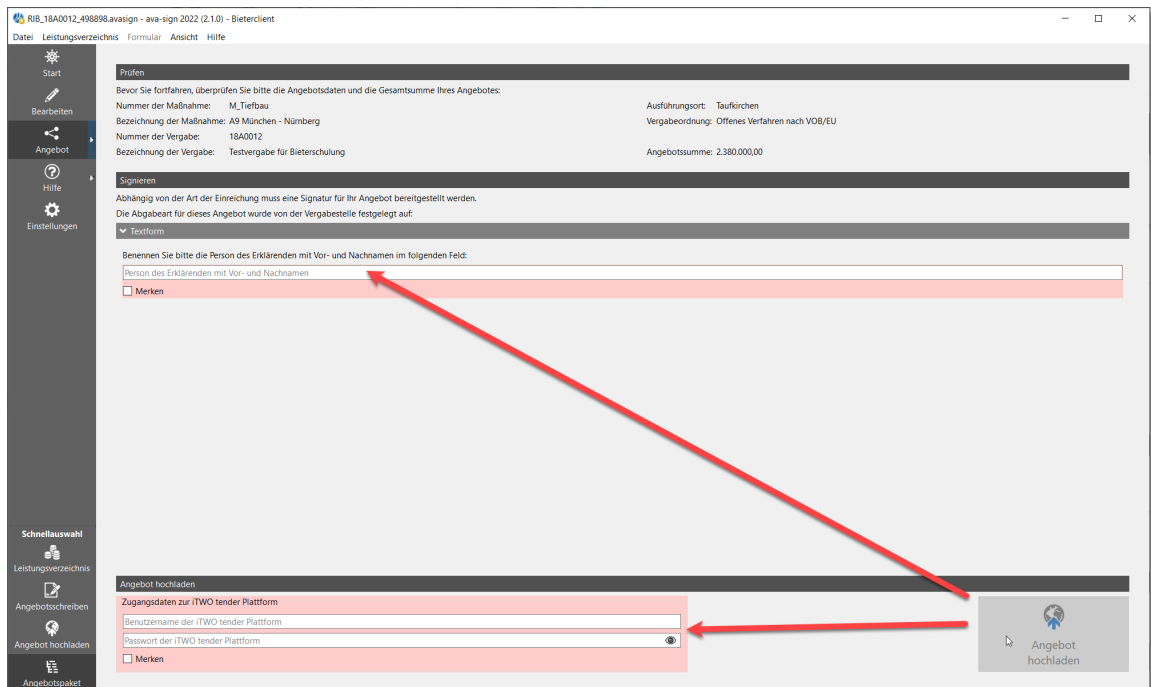 RIB_18A0012_498898.avasign - ava-sign 2022 (2.1.0) - Bieterclient
Datei Leistungsverzeichnis Formular Ansicht Hilfe
Start
Bearbeiten
Angebot
Hilfe
Einstellungen
Schnellauswahl
Leistungsverzeichnis
Angebotsschreiben
Angebot hochladen
Angebotspaket
Prüfen
Bevor Sie fortfahren, überprüfen Sie bitte die Angebotsdaten und die Gesamtsumme Ihres Angebotes:
Nummer der Maßnahme: M_Tiefbau Ausführungsort: Taufkirchen
Bezeichnung der Maßnahme: A9 München - Nürnberg Vergabeordnung: Offenes Verfahren nach VOB/EU
Nummer der Vergabe: 18A0012
Bezeichnung der Vergabe: Testvergabe für Bieterschulung Angebotssumme: 2.380.000,00
Signieren
Abhängig von der Art der Einreichung muss eine Signatur für Ihr Angebot bereitgestellt werden.
Die Abgabeart für dieses Angebot wurde von der Vergabestelle festgelegt auf:
Textform
Benennen Sie bitte die Person des Erklärenden mit Vor- und Nachnamen im folgenden Feld:
Person des Erklärenden mit Vor- und Nachnamen
Merken
Angebot hochladen
Zugangsdaten zur iTWO tender Plattform
Benutzername der iTWO tender Plattform
Passwort der iTWO tender Plattform
Merken
Angebot
hochladen